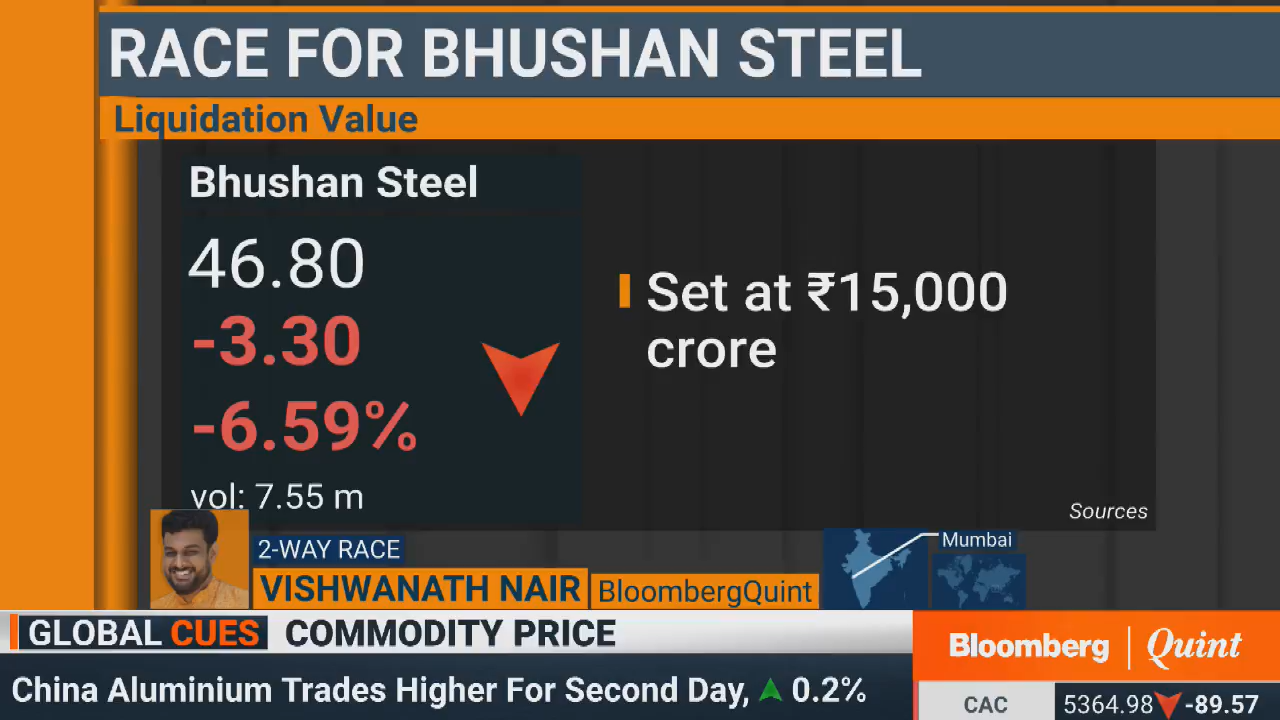 RACE FOR BHUSHAN STEEL
Liquidation Value
Bhushan Steel
46.80
-3.30
-6.59%
vol: 7.55 m
Set at ₹15,000
crore
Sources
2-WAY RACE
VISHWANATH NAIR
BloombergQuint
Mumbai
GLOBAL CUES COMMODITY PRICE
China Aluminium Trades Higher For Second Day, ▲ 0.2%
Bloomberg | Quint
CAC 5364.98 ▼ -89.57